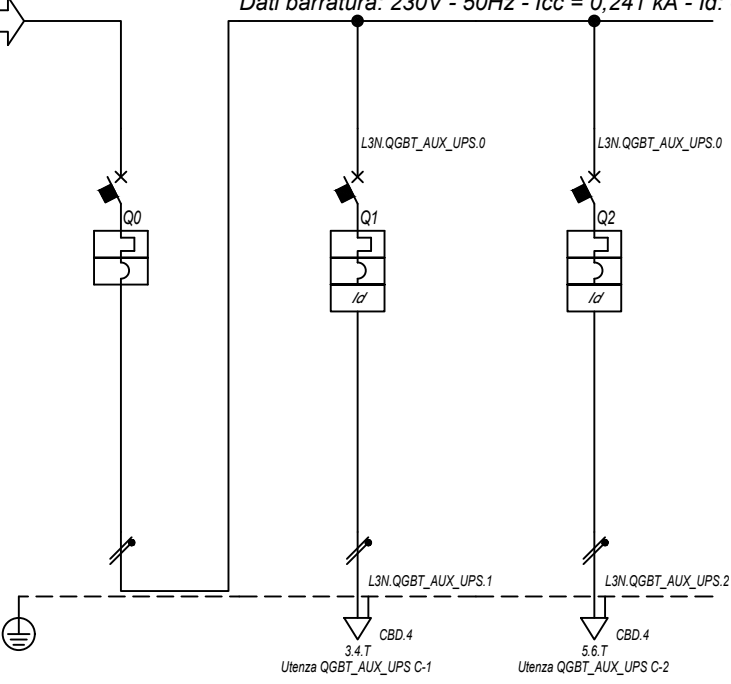 Dati barratura: 230V - 50Hz - Icc = 0,241 kA - Id:
L3N.QGBT_AUX_UPS.0
L3N.QGBT_AUX_UPS.0
Q0
Q1
Q2
Id
Id
L3N.QGBT_AUX_UPS.1
L3N.QGBT_AUX_UPS.2
CBD.4
CBD.4
3.4.T
5.6.T
Utenza QGBT_AUX_UPS C-1
Utenza QGBT_AUX_UPS C-2